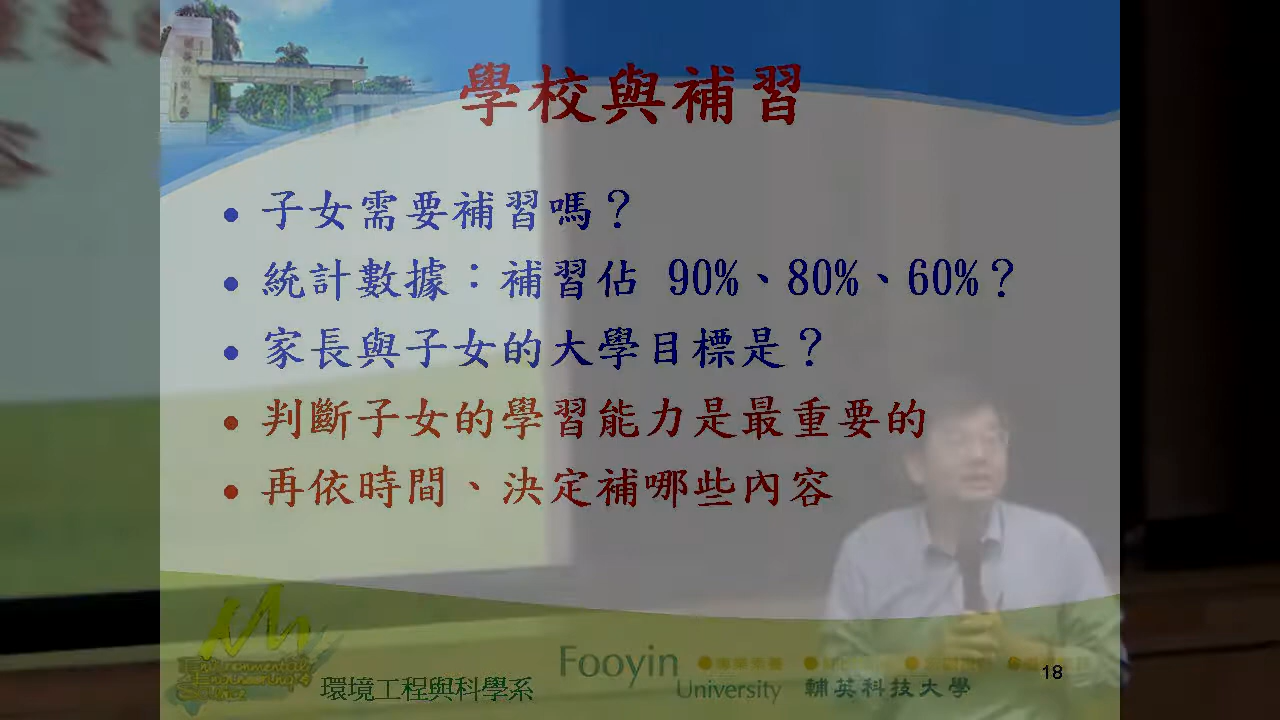 學校與補習
• 子女需要補習嗎？
• 統計數據：補習佔 90%、80%、60%？
• 家長與子女的大學目標是？
• 判斷子女的學習能力是最重要的
• 再依時間、決定補哪些內容
Environmental Engineering & Science
環境工程與科學系
Fooyin University
輔英科技大學
18